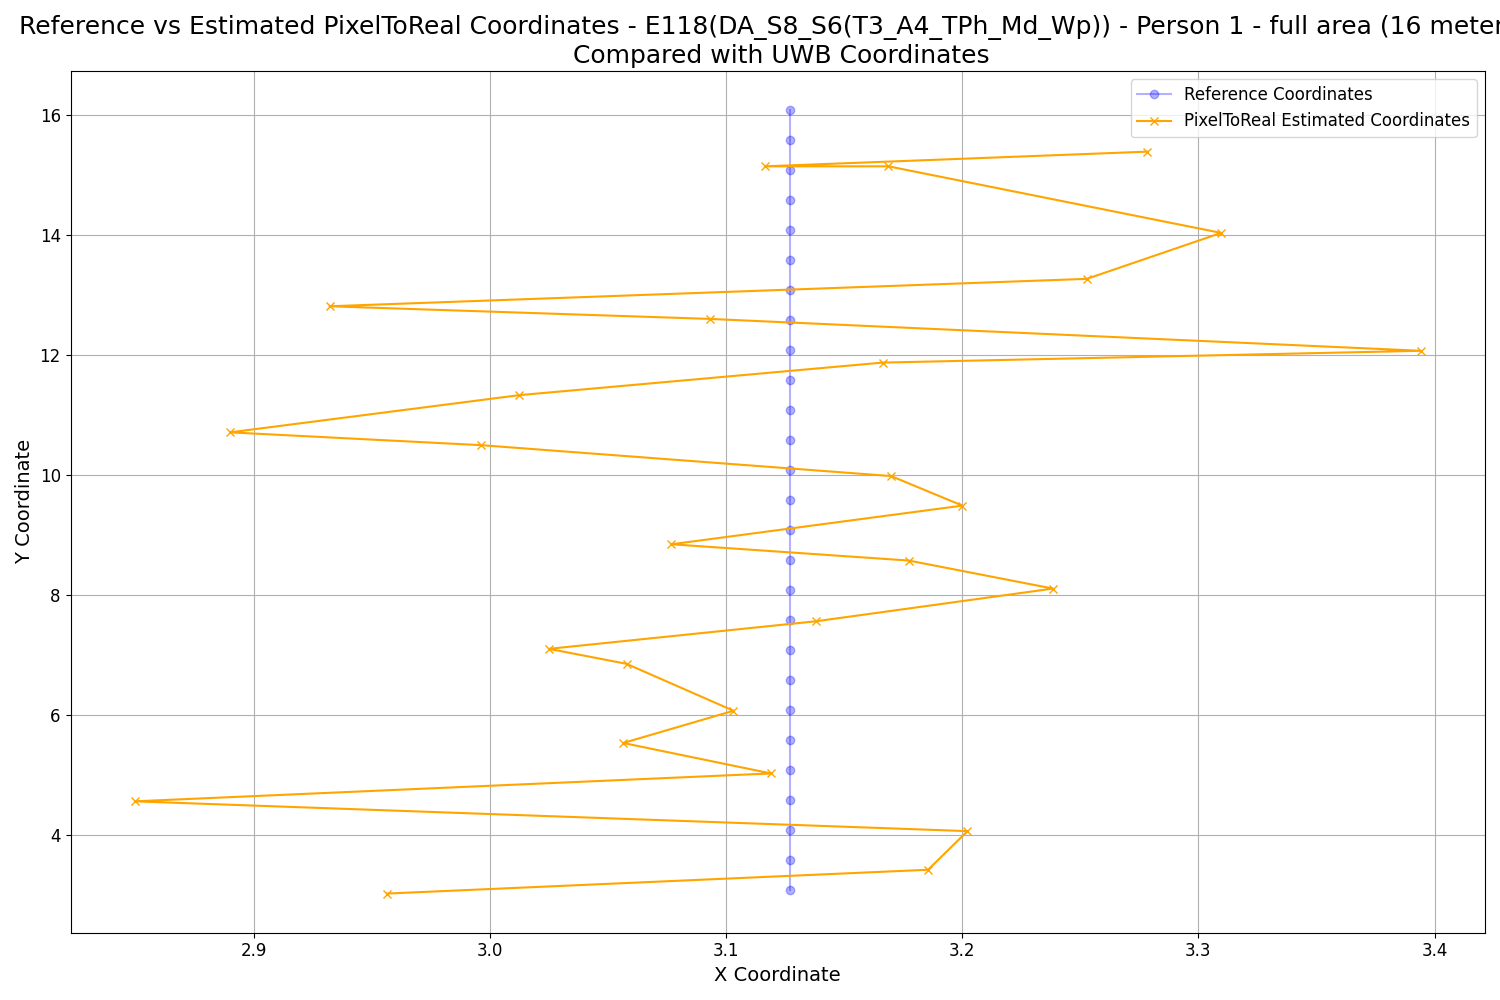 Reference vs Estimated PixelToReal Coordinates - E118(DA_S8_S6(T3_A4_TPh_Md_Wp)) - Person 1 - full area (16 meter
Compared with UWB Coordinates
Reference Coordinates
PixelToReal Estimated Coordinates
Y Coordinate
16
14
12
10
8
6
4
2.9 3.0 3.1 3.2 3.3 3.4
X Coordinate